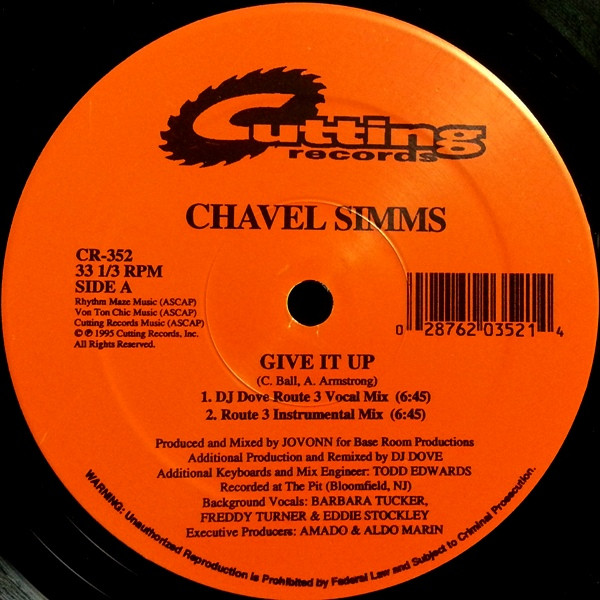 Cutting
records
CHAVEL SIMMS
CR-352
33 1/3 RPM
SIDE A
Rhythm Maze Music (ASCAP)
Von Ton Chic Music (ASCAP)
Cutting Records Music (ASCAP)
© ℗ 1995 Cutting Records, Inc.
All Rights Reserved.
0 28762 03521 4
GIVE IT UP
(C. Ball, A. Armstrong)
1. DJ Dove Route 3 Vocal Mix (6:45)
2. Route 3 Instrumental Mix (6:45)
Produced and Mixed by JOVONN for Base Room Productions
Additional Production and Remixed by DJ DOVE
Additional Keyboards and Mix Engineer: TODD EDWARDS
Recorded at The Pit (Bloomfield, NJ)
Background Vocals: BARBARA TUCKER,
FREDDY TURNER & EDDIE STOCKLEY
Executive Producers: AMADO & ALDO MARIN
WARNING: Unauthorized Reproduction is Prohibited by Federal Law and Subject to Criminal Prosecution.